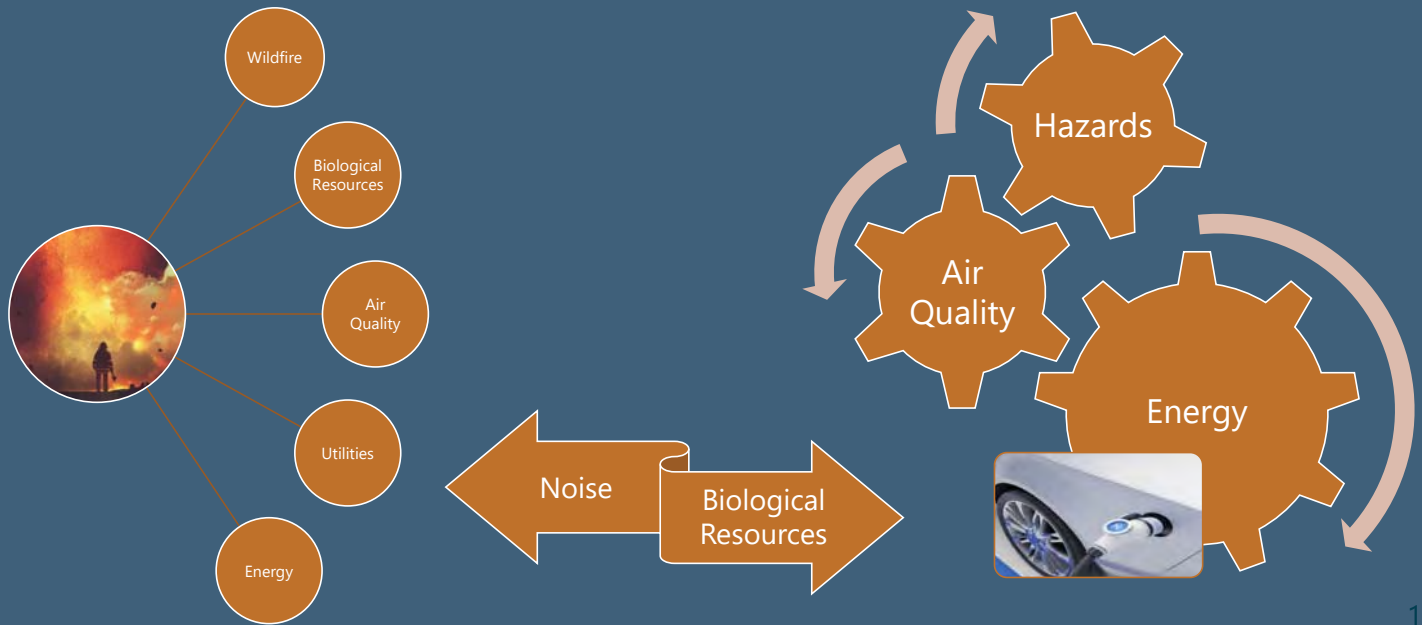 Wildfire
Biological
Resources
Air
Quality
Utilities
Energy
Noise
Biological
Resources
Hazards
Air
Quality
Energy
1